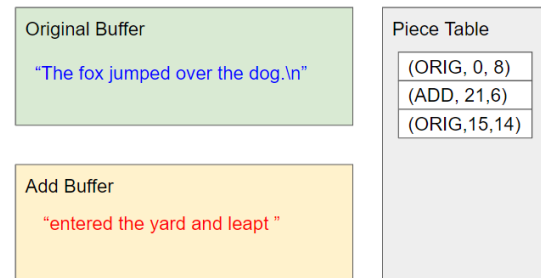 Original Buffer
“The fox jumped over the dog.\n”
Add Buffer
“entered the yard and leapt ”
Piece Table
(ORIG, 0, 8)
(ADD, 21,6)
(ORIG,15,14)